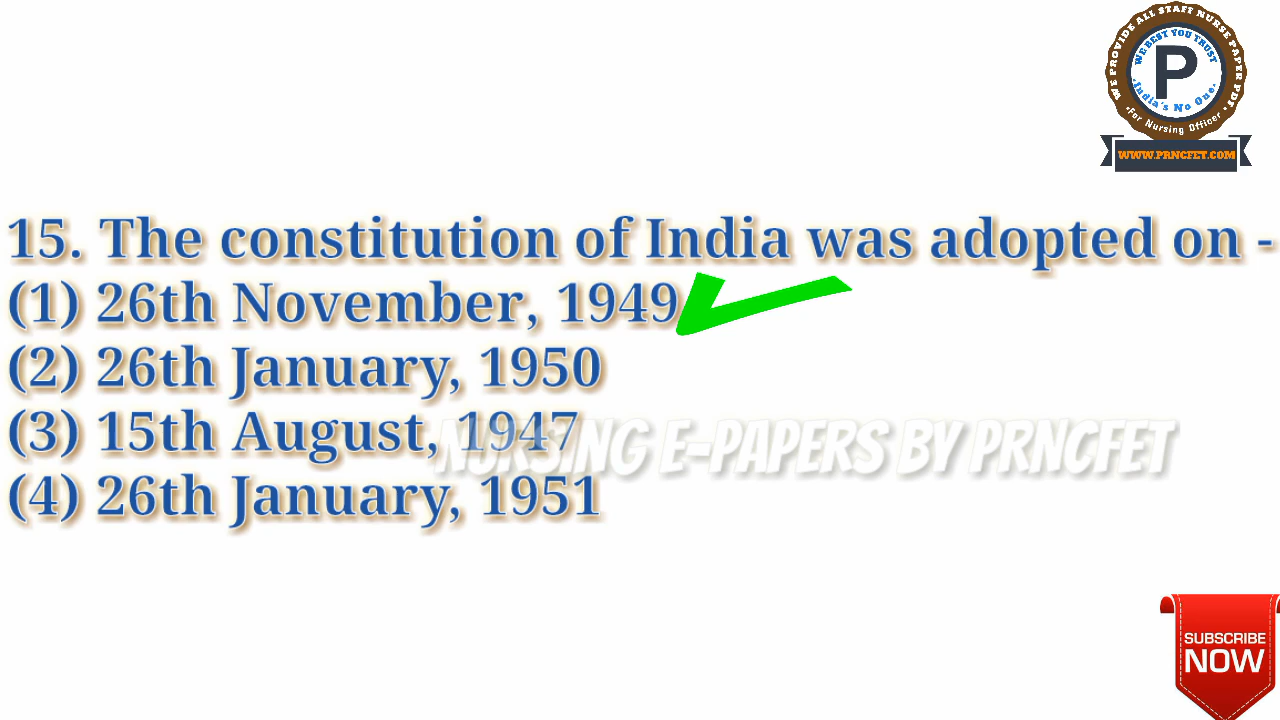 WE PROVIDE ALL STAFF NURSE PAPER PDF
WE BEST YOU TRUST
P
India's No One
For Nursing Officer
WWW.PRNCFET.COM
15. The constitution of India was adopted on -
(1) 26th November, 1949
(2) 26th January, 1950
(3) 15th August, 1947
NURSING E-PAPERS BY PRNCFET
(4) 26th January, 1951
SUBSCRIBE
NOW